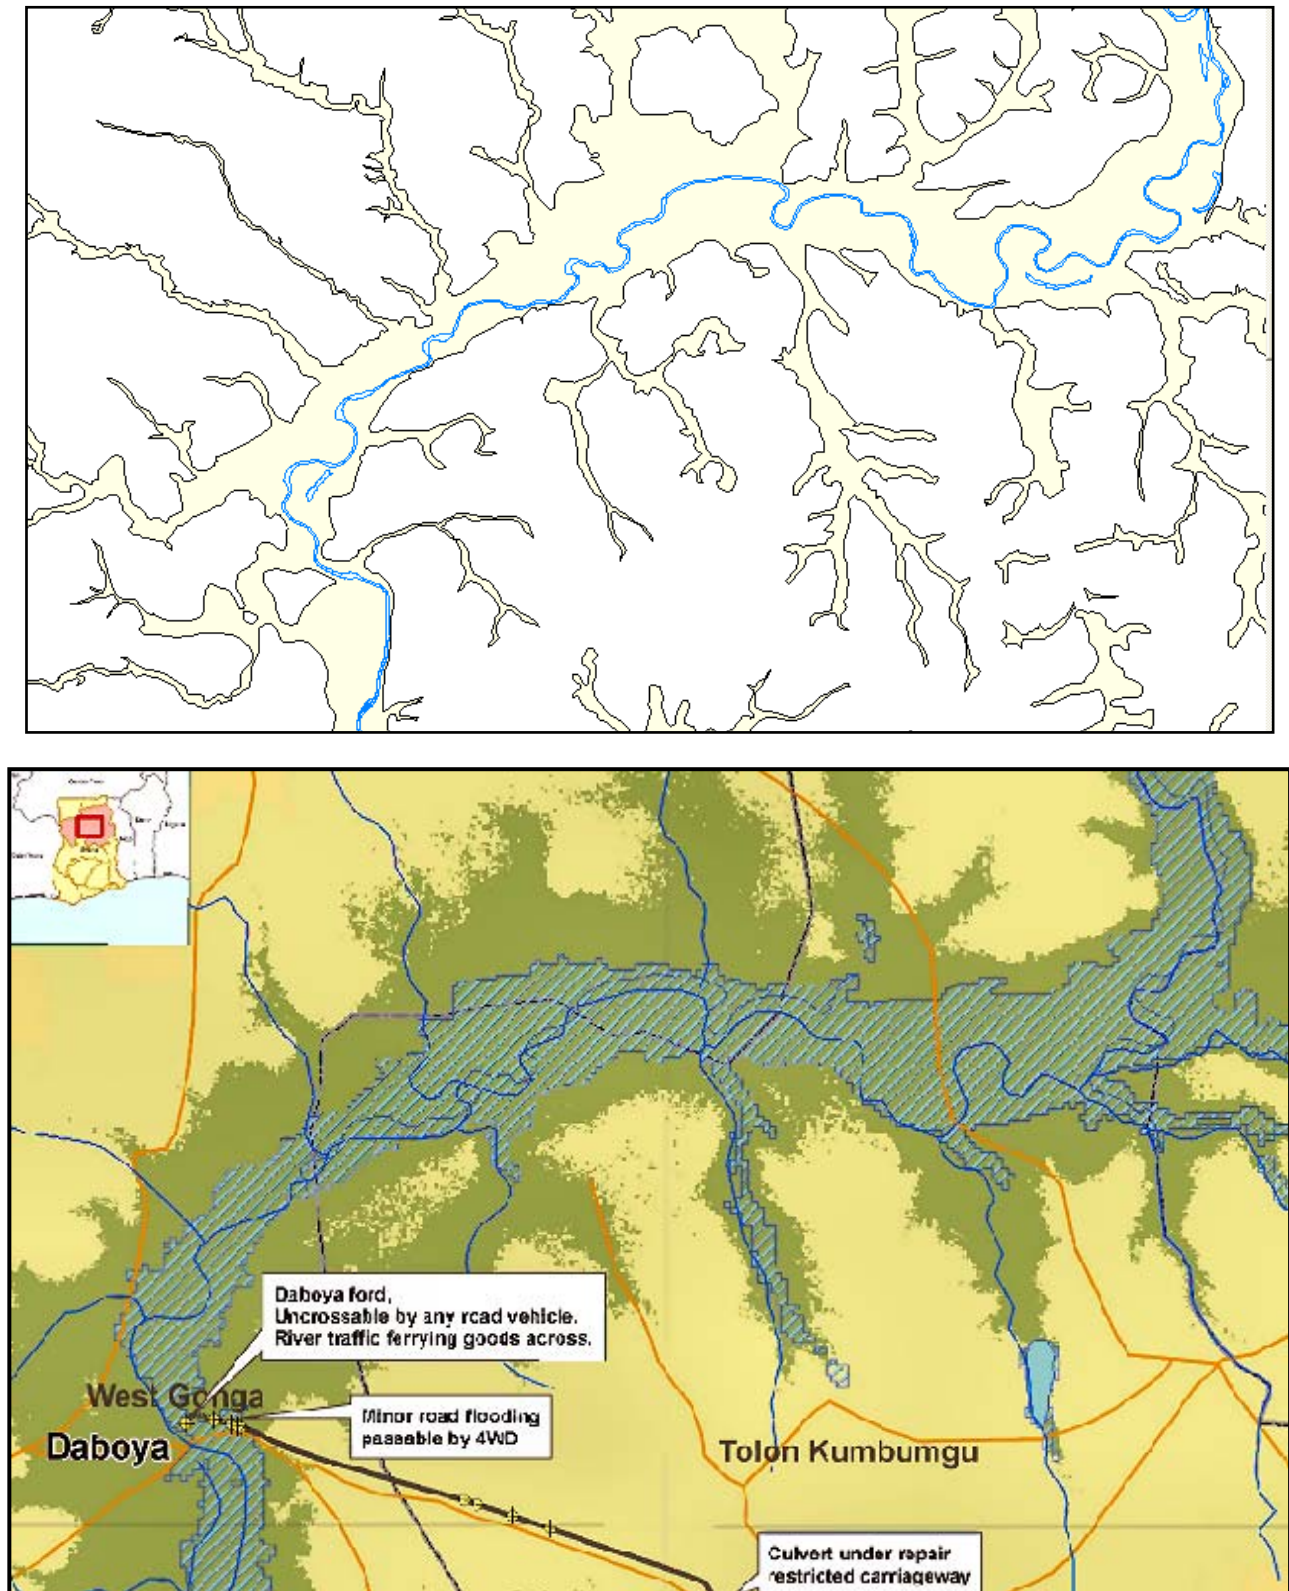 Daboya ford,
Uncrossable by any road vehicle.
River traffic ferrying goods across.
West Gonga
Minor road flooding
passable by 4WD
Daboya
Tolon Kumbumgu
Culvert under repair
restricted carriageway